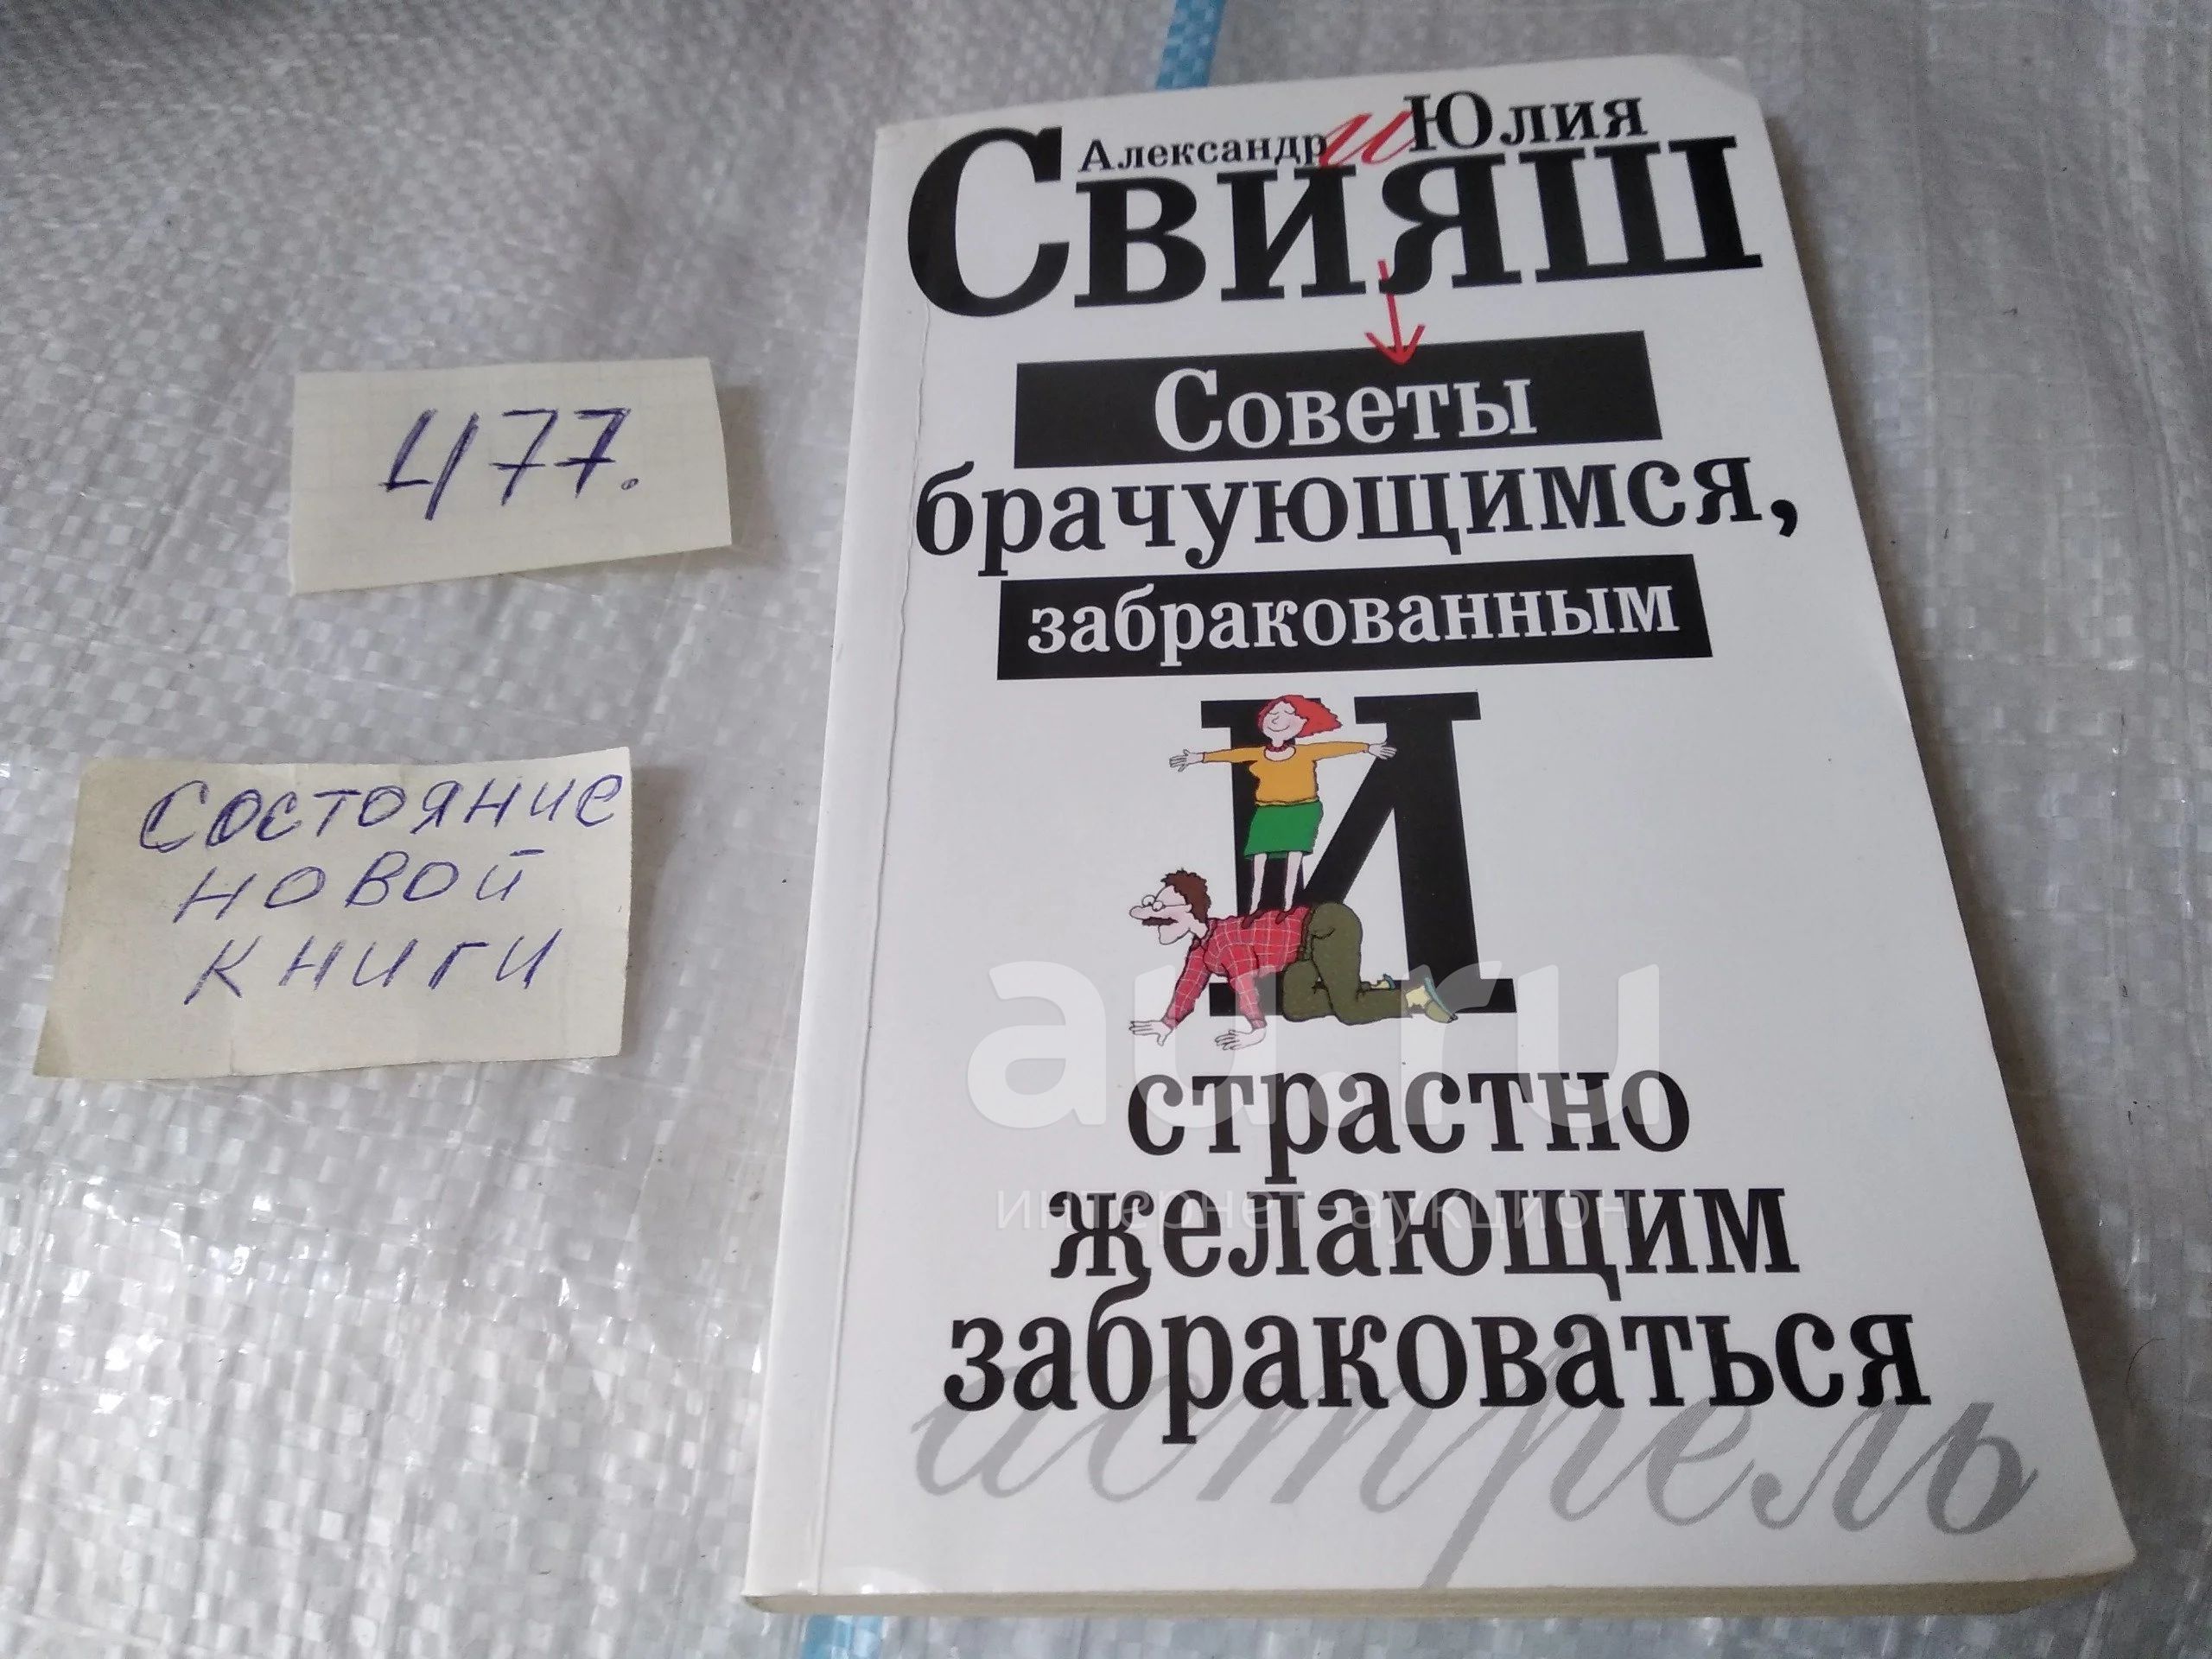 477.
состояние
новой
книги
Александр и Юлия
Свияш
Советы
брачующимся,
забракованным
и
страстно
желающим
забраковаться
астрель
au.ru
интернет-аукцион